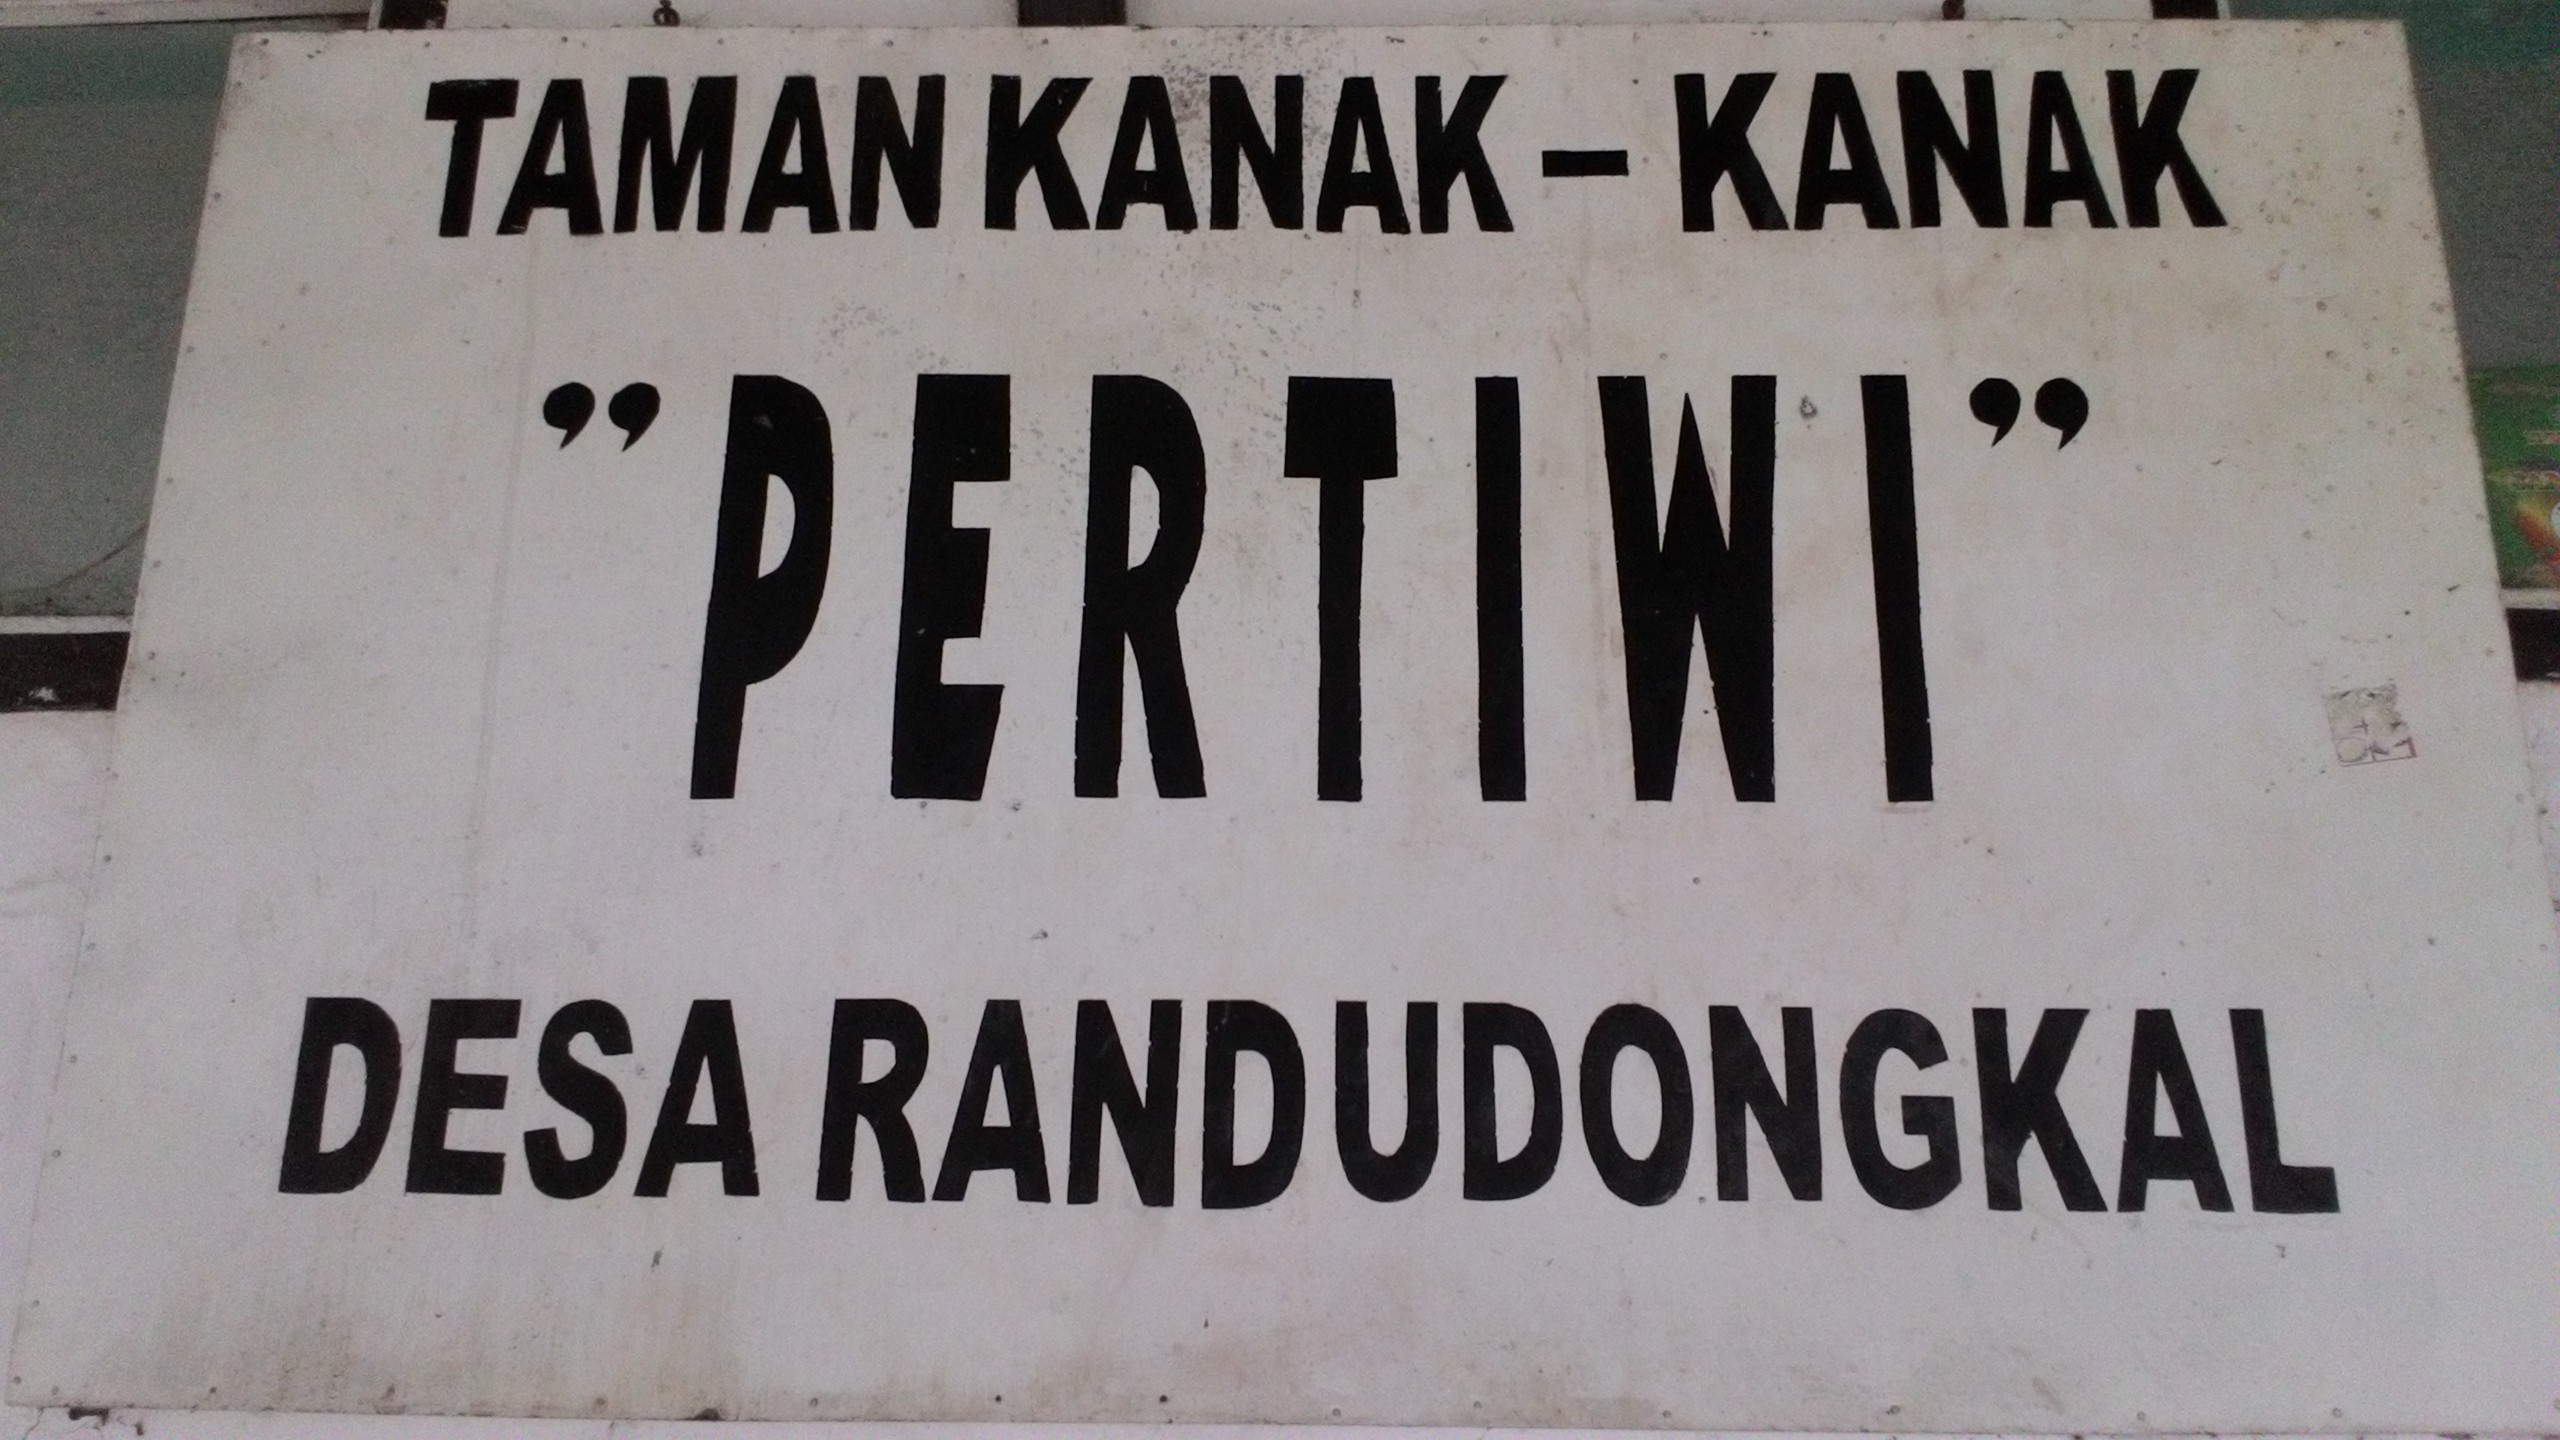 TAMAN KANAK – KANAK
”PERTIWI”
DESA RANDUDONGKAL